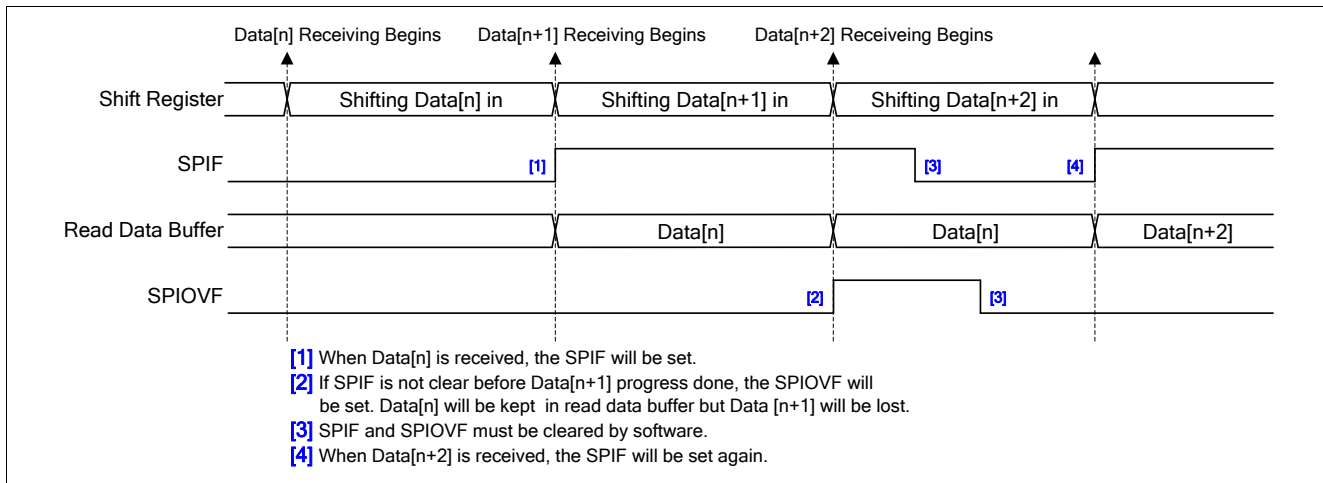 Data[n] Receiving Begins Data[n+1] Receiving Begins Data[n+2] Receiveing Begins
Shift Register Shifting Data[n] in Shifting Data[n+1] in Shifting Data[n+2] in
SPIF [1] [3] [4]
Read Data Buffer Data[n] Data[n] Data[n+2]
SPIOVF [2] [3]
[1] When Data[n] is received, the SPIF will be set.
[2] If SPIF is not clear before Data[n+1] progress done, the SPIOVF will
be set. Data[n] will be kept in read data buffer but Data [n+1] will be lost.
[3] SPIF and SPIOVF must be cleared by software.
[4] When Data[n+2] is received, the SPIF will be set again.